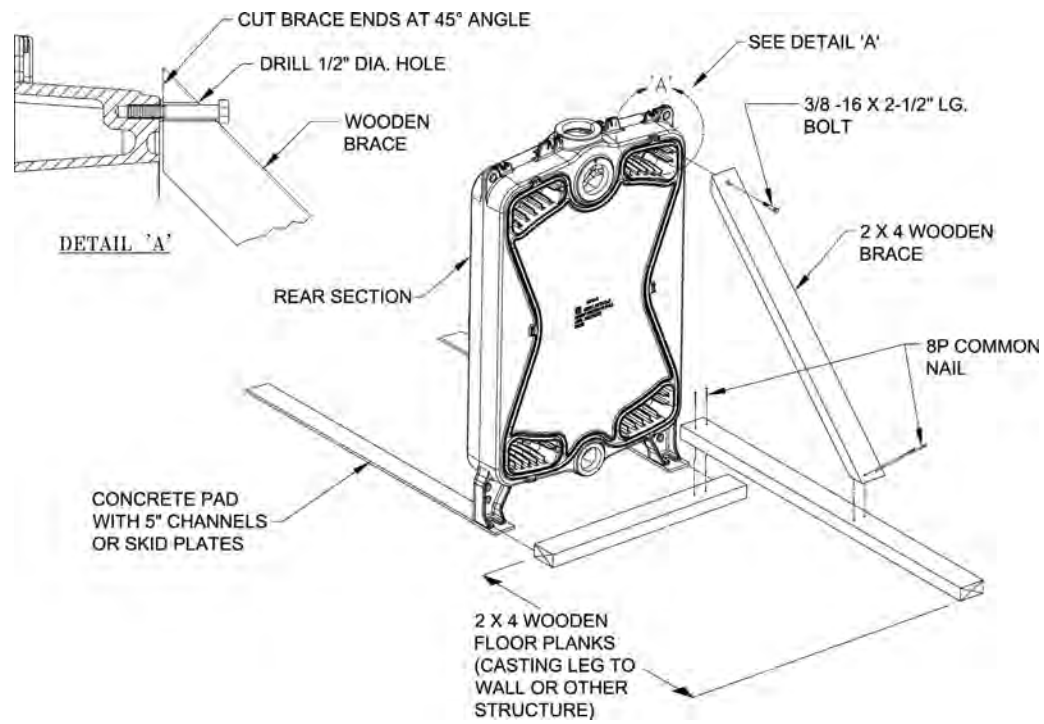 CUT BRACE ENDS AT 45° ANGLE
DRILL 1/2" DIA. HOLE
WOODEN
BRACE
DETAIL 'A'
SEE DETAIL 'A'
'A'
3/8 -16 X 2-1/2" LG.
BOLT
2 X 4 WOODEN
BRACE
REAR SECTION
8P COMMON
NAIL
CONCRETE PAD
WITH 5" CHANNELS
OR SKID PLATES
2 X 4 WOODEN
FLOOR PLANKS
(CASTING LEG TO
WALL OR OTHER
STRUCTURE)